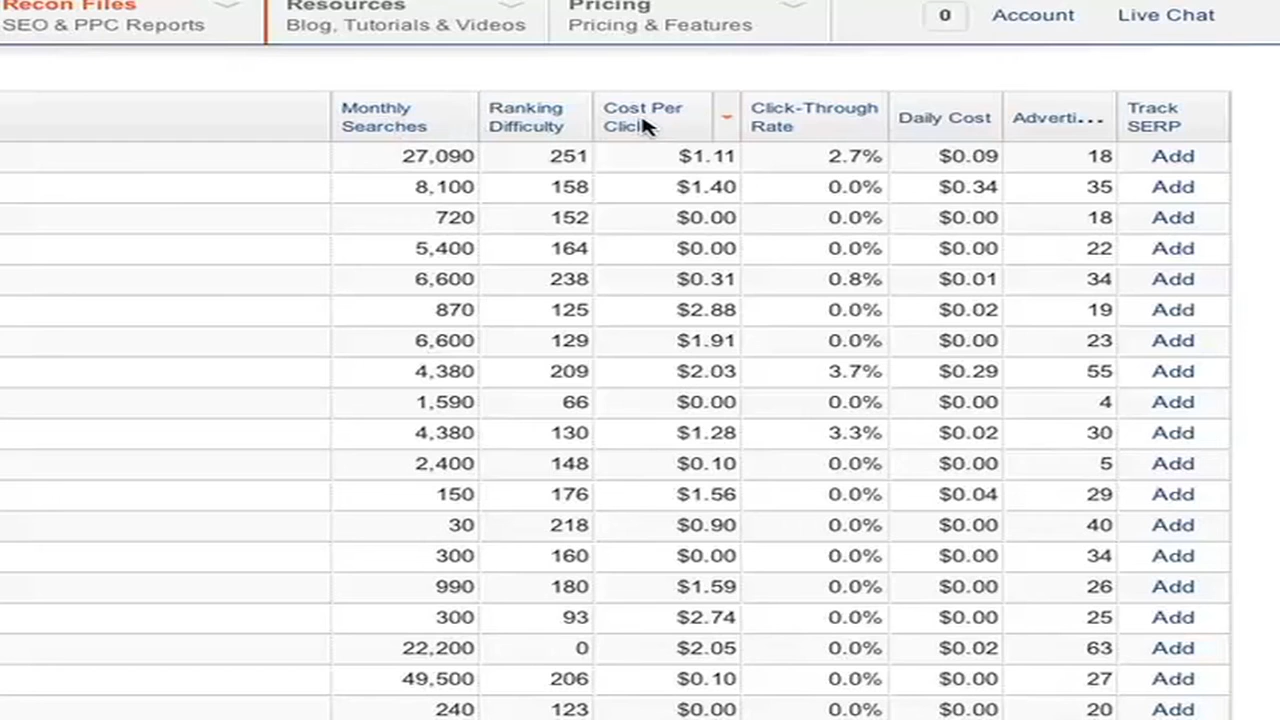 Recon Files Resources Pricing
SEO & PPC Reports Blog, Tutorials & Videos Pricing & Features 0 Account Live Chat
Monthly Searches Ranking Difficulty Cost Per Click Click-Through Rate Daily Cost Adverti... Track SERP
27,090 251 $1.11 2.7% $0.09 18 Add
8,100 158 $1.40 0.0% $0.34 35 Add
720 152 $0.00 0.0% $0.00 18 Add
5,400 164 $0.00 0.0% $0.00 22 Add
6,600 238 $0.31 0.8% $0.01 34 Add
870 125 $2.88 0.0% $0.02 19 Add
6,600 129 $1.91 0.0% $0.00 23 Add
4,380 209 $2.03 3.7% $0.29 55 Add
1,590 66 $0.00 0.0% $0.00 4 Add
4,380 130 $1.28 3.3% $0.02 30 Add
2,400 148 $0.10 0.0% $0.00 5 Add
150 176 $1.56 0.0% $0.04 29 Add
30 218 $0.90 0.0% $0.00 40 Add
300 160 $0.00 0.0% $0.00 34 Add
990 180 $1.59 0.0% $0.00 26 Add
300 93 $2.74 0.0% $0.00 25 Add
22,200 0 $2.05 0.0% $0.02 63 Add
49,500 206 $0.10 0.0% $0.00 27 Add
240 123 $0.00 0.0% $0.00 20 Add